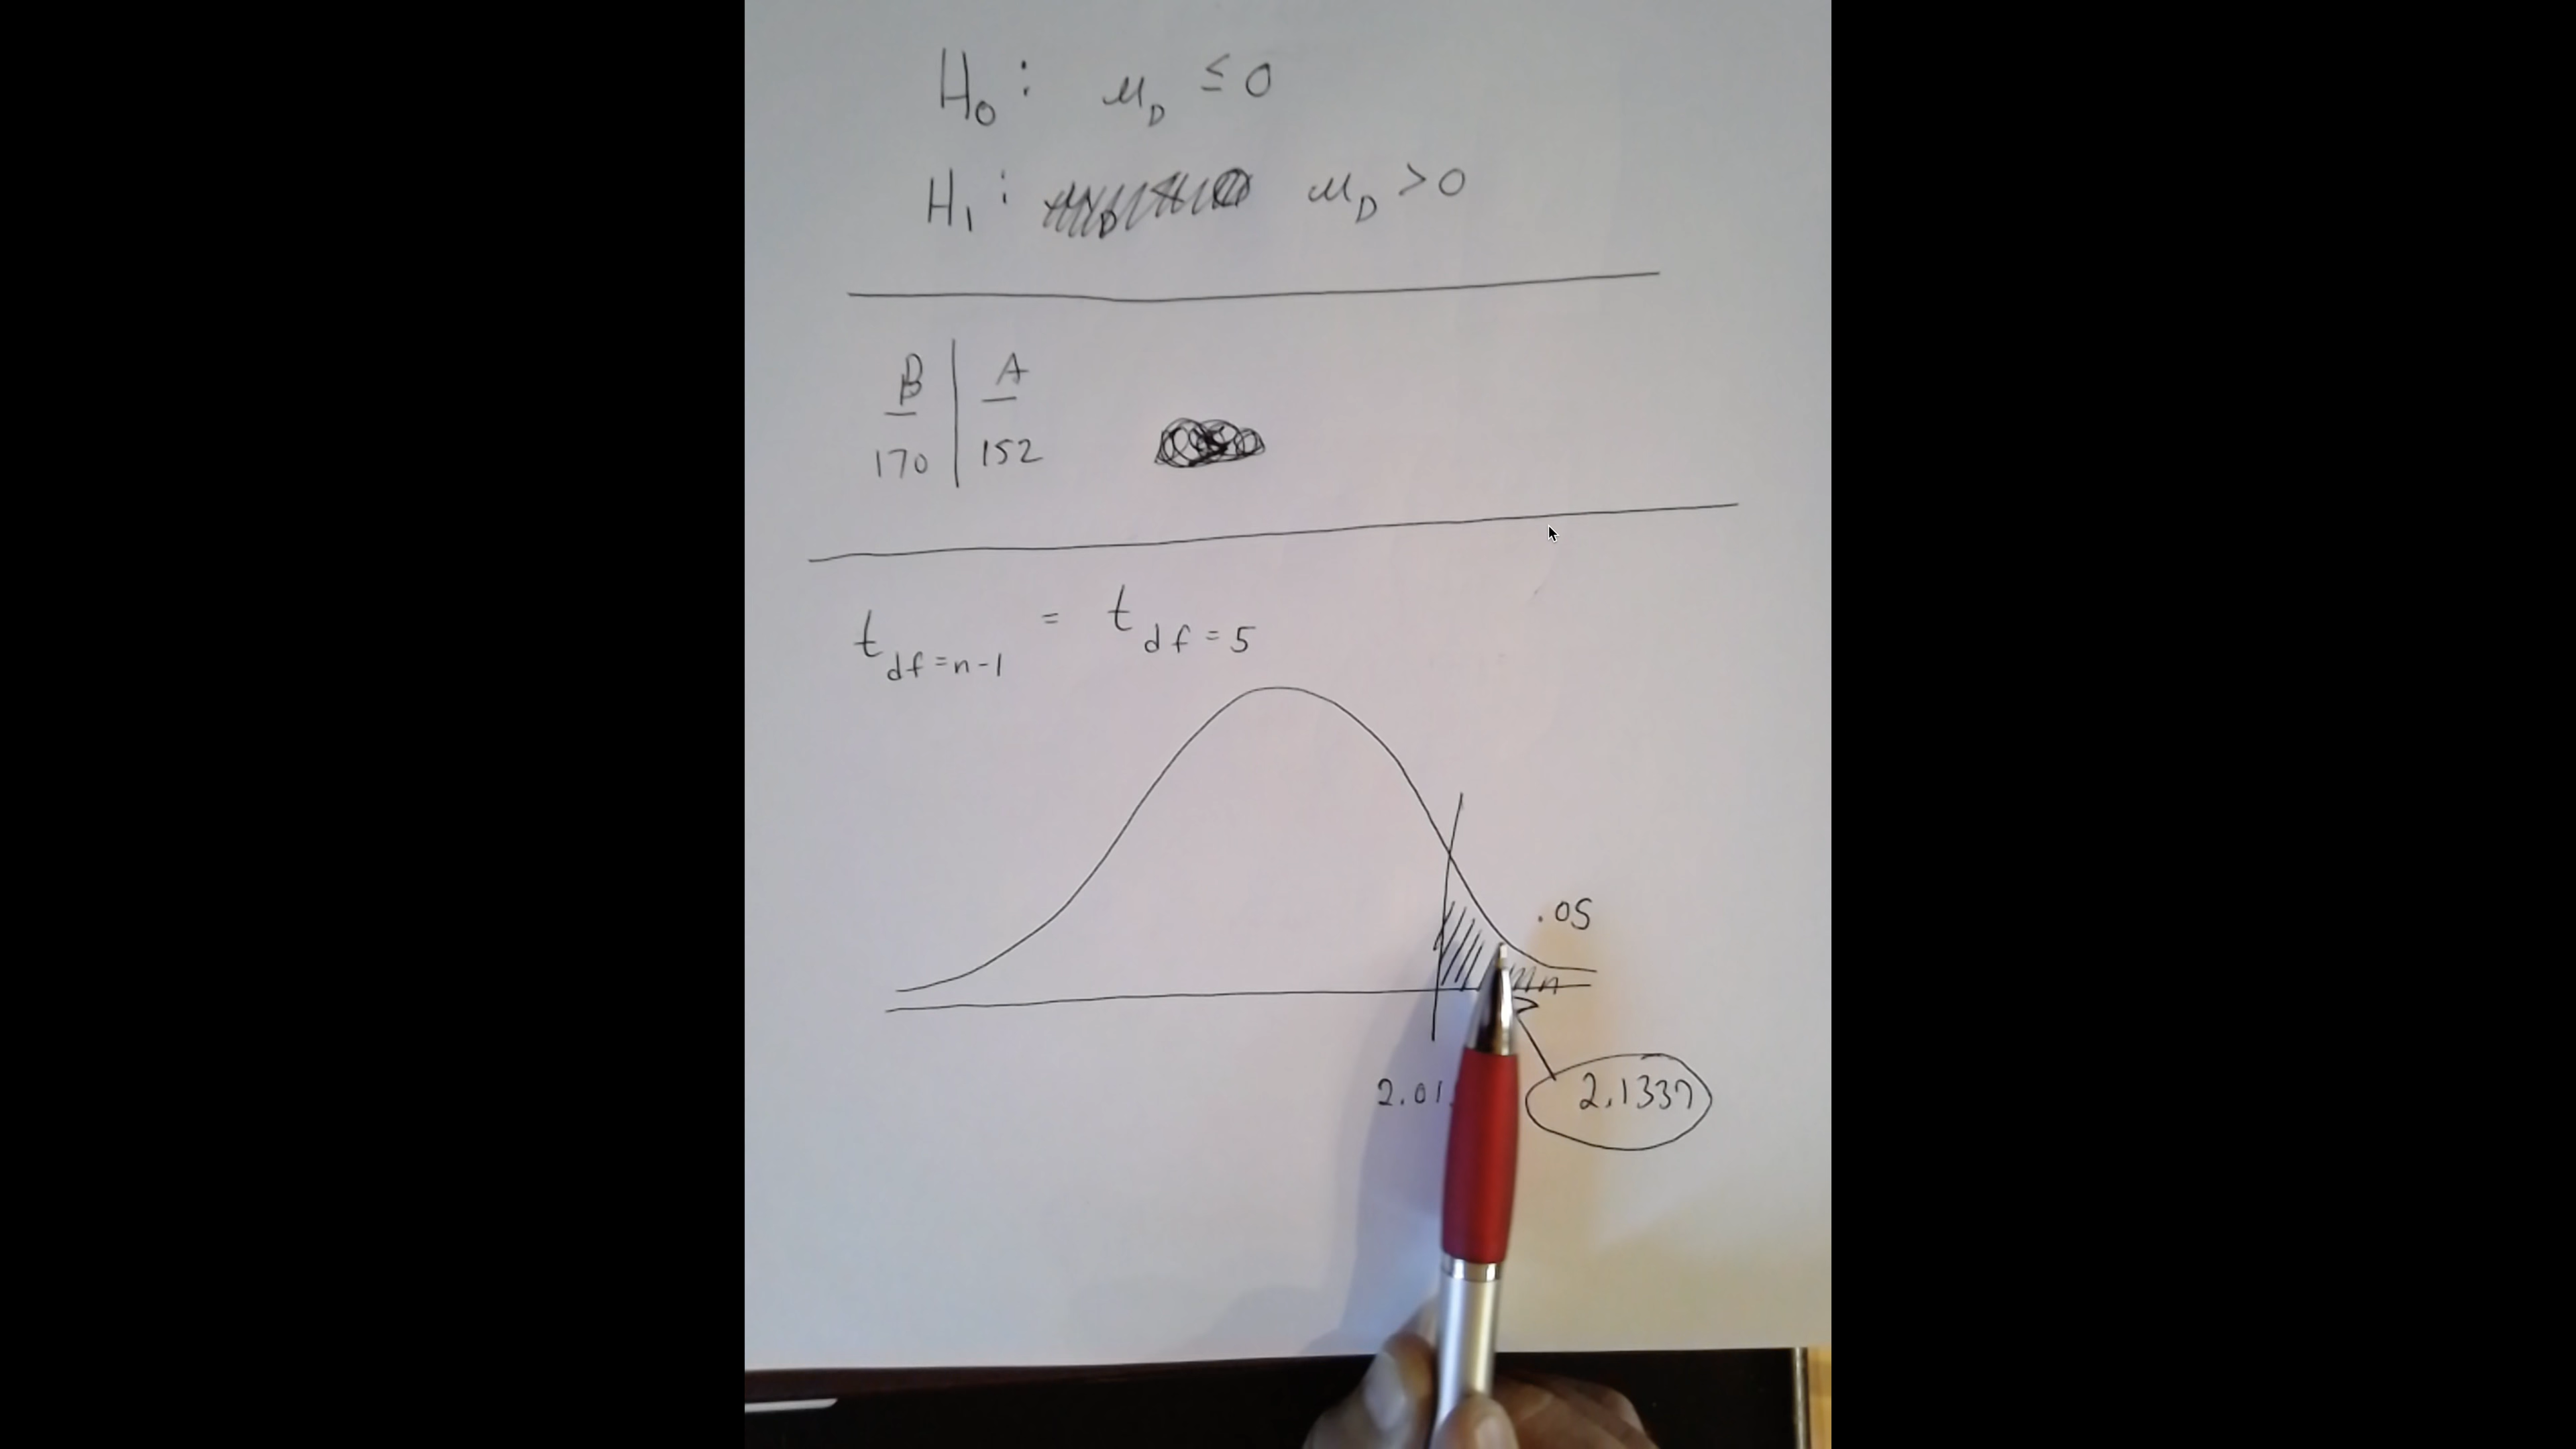 H₀: μ_D ≤ 0
H₁: μ_D > 0
B A
170 152
t_df=n-1 = t_df=5
.05
2.01 2.1337